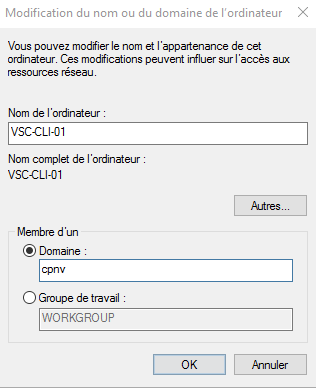 Modification du nom ou du domaine de l'ordinateur
Vous pouvez modifier le nom et l'appartenance de cet
ordinateur. Ces modifications peuvent influer sur l'accès aux
ressources réseau.
Nom de l'ordinateur :
VSC-CLI-01
Nom complet de l'ordinateur :
VSC-CLI-01
Autres...
Membre d'un
Domaine :
cpnv
Groupe de travail :
WORKGROUP
OK Annuler